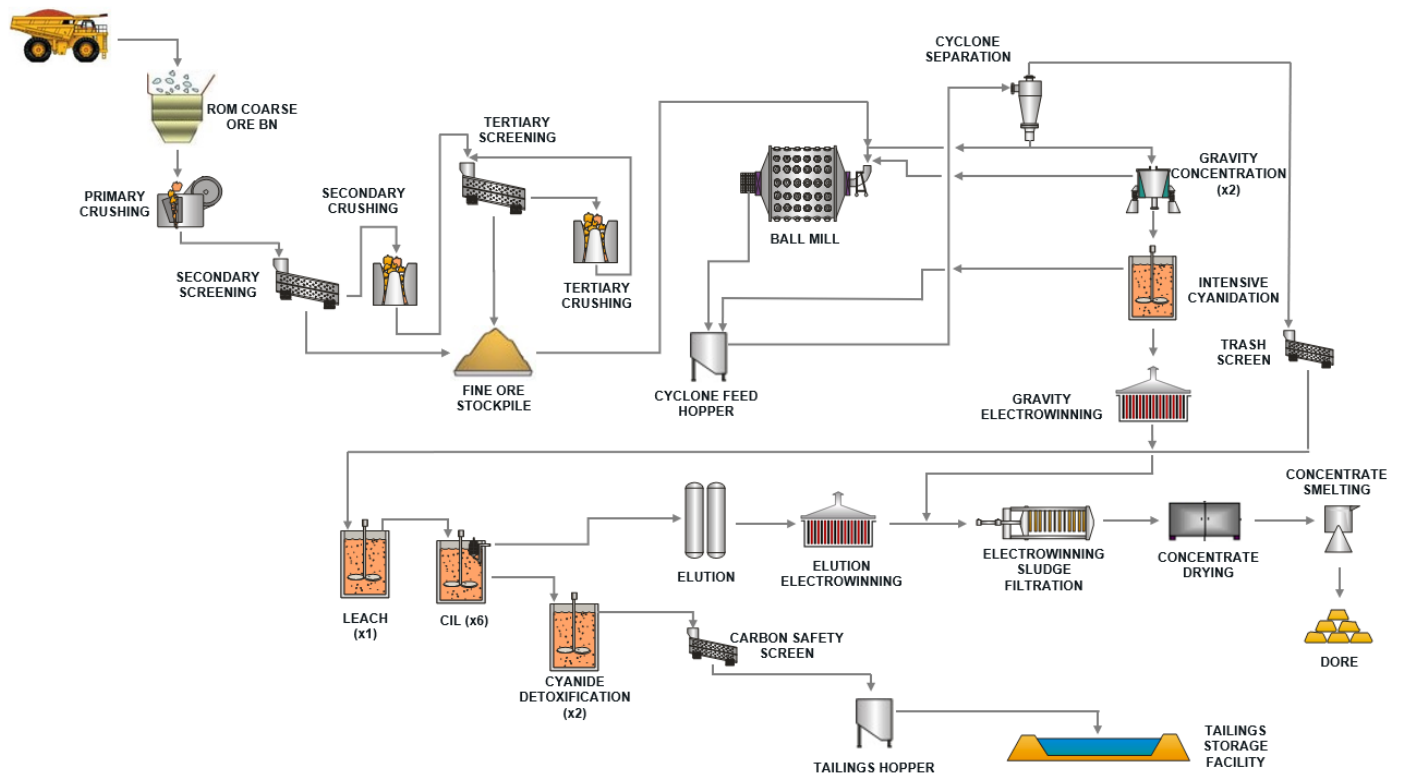 CYCLONE
SEPARATION
ROM COARSE
ORE BN
TERTIARY
SCREENING
GRAVITY
CONCENTRATION
(x2)
PRIMARY
CRUSHING
SECONDARY
CRUSHING
BALL MILL
SECONDARY
SCREENING
TERTIARY
CRUSHING
INTENSIVE
CYANIDATION
TRASH
SCREEN
FINE ORE
STOCKPILE
CYCLONE FEED
HOPPER
GRAVITY
ELECTROWINNING
CONCENTRATE
SMELTING
LEACH
(x1)
CIL (x6)
ELUTION
ELUTION
ELECTROWINNING
ELECTROWINNING
SLUDGE
FILTRATION
CONCENTRATE
DRYING
CARBON SAFETY
SCREEN
DORE
CYANIDE
DETOXIFICATION
(x2)
TAILINGS HOPPER
TAILINGS
STORAGE
FACILITY